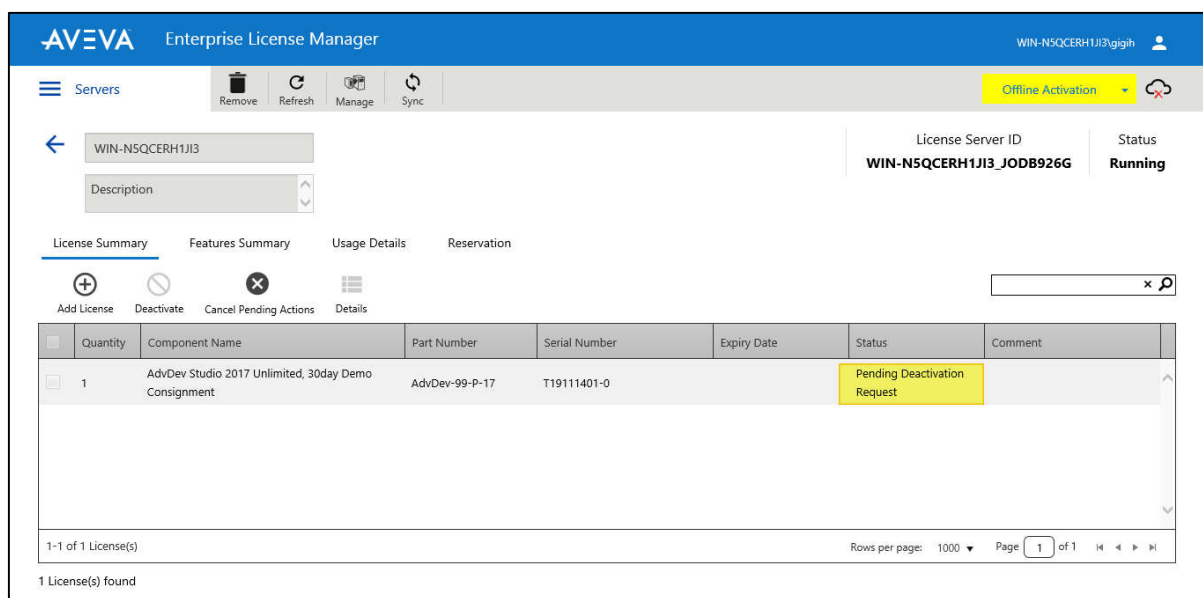 AVEVA Enterprise License Manager WIN-N5QCERH1JI3\gigih
Servers Remove Refresh Manage Sync Offline Activation
WIN-N5QCERH1JI3 License Server ID Status
WIN-N5QCERH1JI3_JODB926G Running
Description
License Summary Features Summary Usage Details Reservation
Add License Deactivate Cancel Pending Actions Details
Quantity Component Name Part Number Serial Number Expiry Date Status Comment
1 AdvDev Studio 2017 Unlimited, 30day Demo AdvDev-99-P-17 T19111401-0 Pending Deactivation
Consignment Request
1-1 of 1 License(s) Rows per page: 1000 Page 1 of 1
1 License(s) found